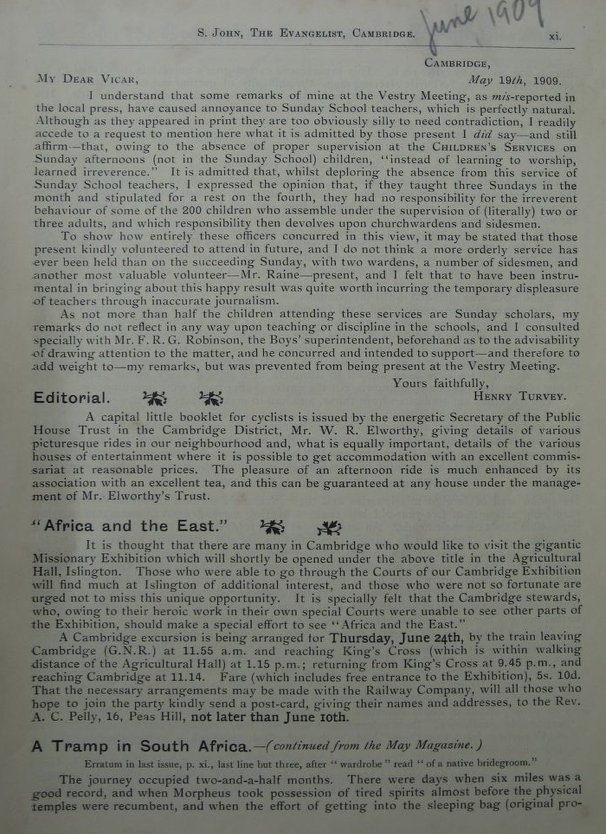 June, 1909
S. JOHN, THE EVANGELIST, CAMBRIDGE.
xi.
CAMBRIDGE,
MY DEAR VICAR,
May 19th, 1909.
I understand that some remarks of mine at the Vestry Meeting, as mis-reported in
the local press, have caused annoyance to Sunday School teachers, which is perfectly natural.
Although as they appeared in print they are too obviously silly to need contradiction, I readily
accede to a request to mention here what it is admitted by those present I did say—and still
affirm—that, owing to the absence of proper supervision at the CHILDREN'S SERVICES on
Sunday afternoons (not in the Sunday School) children, "instead of learning to worship,
learned irreverence." It is admitted that, whilst deploring the absence from this service of
Sunday School teachers, I expressed the opinion that, if they taught three Sundays in the
month and stipulated for a rest on the fourth, they had no responsibility for the irreverent
behaviour of some of the 200 children who assemble under the supervision of (literally) two or
three adults, and which responsibility then devolves upon churchwardens and sidesmen.
To show how entirely these officers concurred in this view, it may be stated that those
present kindly volunteered to attend in future, and I do not think a more orderly service has
ever been held than on the succeeding Sunday, with two wardens, a number of sidesmen, and
another most valuable volunteer—Mr. Raine—present, and I felt that to have been instru-
mental in bringing about this happy result was quite worth incurring the temporary displeasure
of teachers through inaccurate journalism.
As not more than half the children attending these services are Sunday scholars, my
remarks do not reflect in any way upon teaching or discipline in the schools, and I consulted
specially with Mr. F. R. G. Robinson, the Boys' superintendent, beforehand as to the advisability
of drawing attention to the matter, and he concurred and intended to support—and therefore to
add weight to—my remarks, but was prevented from being present at the Vestry Meeting.
Yours faithfully,
HENRY TURVEY.
Editorial.
A capital little booklet for cyclists is issued by the energetic Secretary of the Public
House Trust in the Cambridge District, Mr. W. R. Elworthy, giving details of various
picturesque rides in our neighbourhood and, what is equally important, details of the various
houses of entertainment where it is possible to get accommodation with an excellent commis-
sariat at reasonable prices. The pleasure of an afternoon ride is much enhanced by its
association with an excellent tea, and this can be guaranteed at any house under the manage-
ment of Mr. Elworthy's Trust.
"Africa and the East."
It is thought that there are many in Cambridge who would like to visit the gigantic
Missionary Exhibition which will shortly be opened under the above title in the Agricultural
Hall, Islington. Those who were able to go through the Courts of our Cambridge Exhibition
will find much at Islington of additional interest, and those who were not so fortunate are
urged not to miss this unique opportunity. It is specially felt that the Cambridge stewards,
who, owing to their heroic work in their own special Courts were unable to see other parts of
the Exhibition, should make a special effort to see "Africa and the East."
A Cambridge excursion is being arranged for Thursday, June 24th, by the train leaving
Cambridge (G.N.R.) at 11.55 a.m. and reaching King's Cross (which is within walking
distance of the Agricultural Hall) at 1.15 p.m.; returning from King's Cross at 9.45 p.m., and
reaching Cambridge at 11.14. Fare (which includes free entrance to the Exhibition), 5s. 10d.
That the necessary arrangements may be made with the Railway Company, will all those who
hope to join the party kindly send a post-card, giving their names and addresses, to the Rev.
A. C. Pelly, 16, Peas Hill, not later than June 10th.
A Tramp in South Africa.—(continued from the May Magazine.)
Erratum in last issue, p. xi., last line but three, after "wardrobe" read "of a native bridegroom."
The journey occupied two-and-a-half months. There were days when six miles was a
good record, and when Morpheus took possession of tired spirits almost before the physical
temples were recumbent, and when the effort of getting into the sleeping bag (original pro-